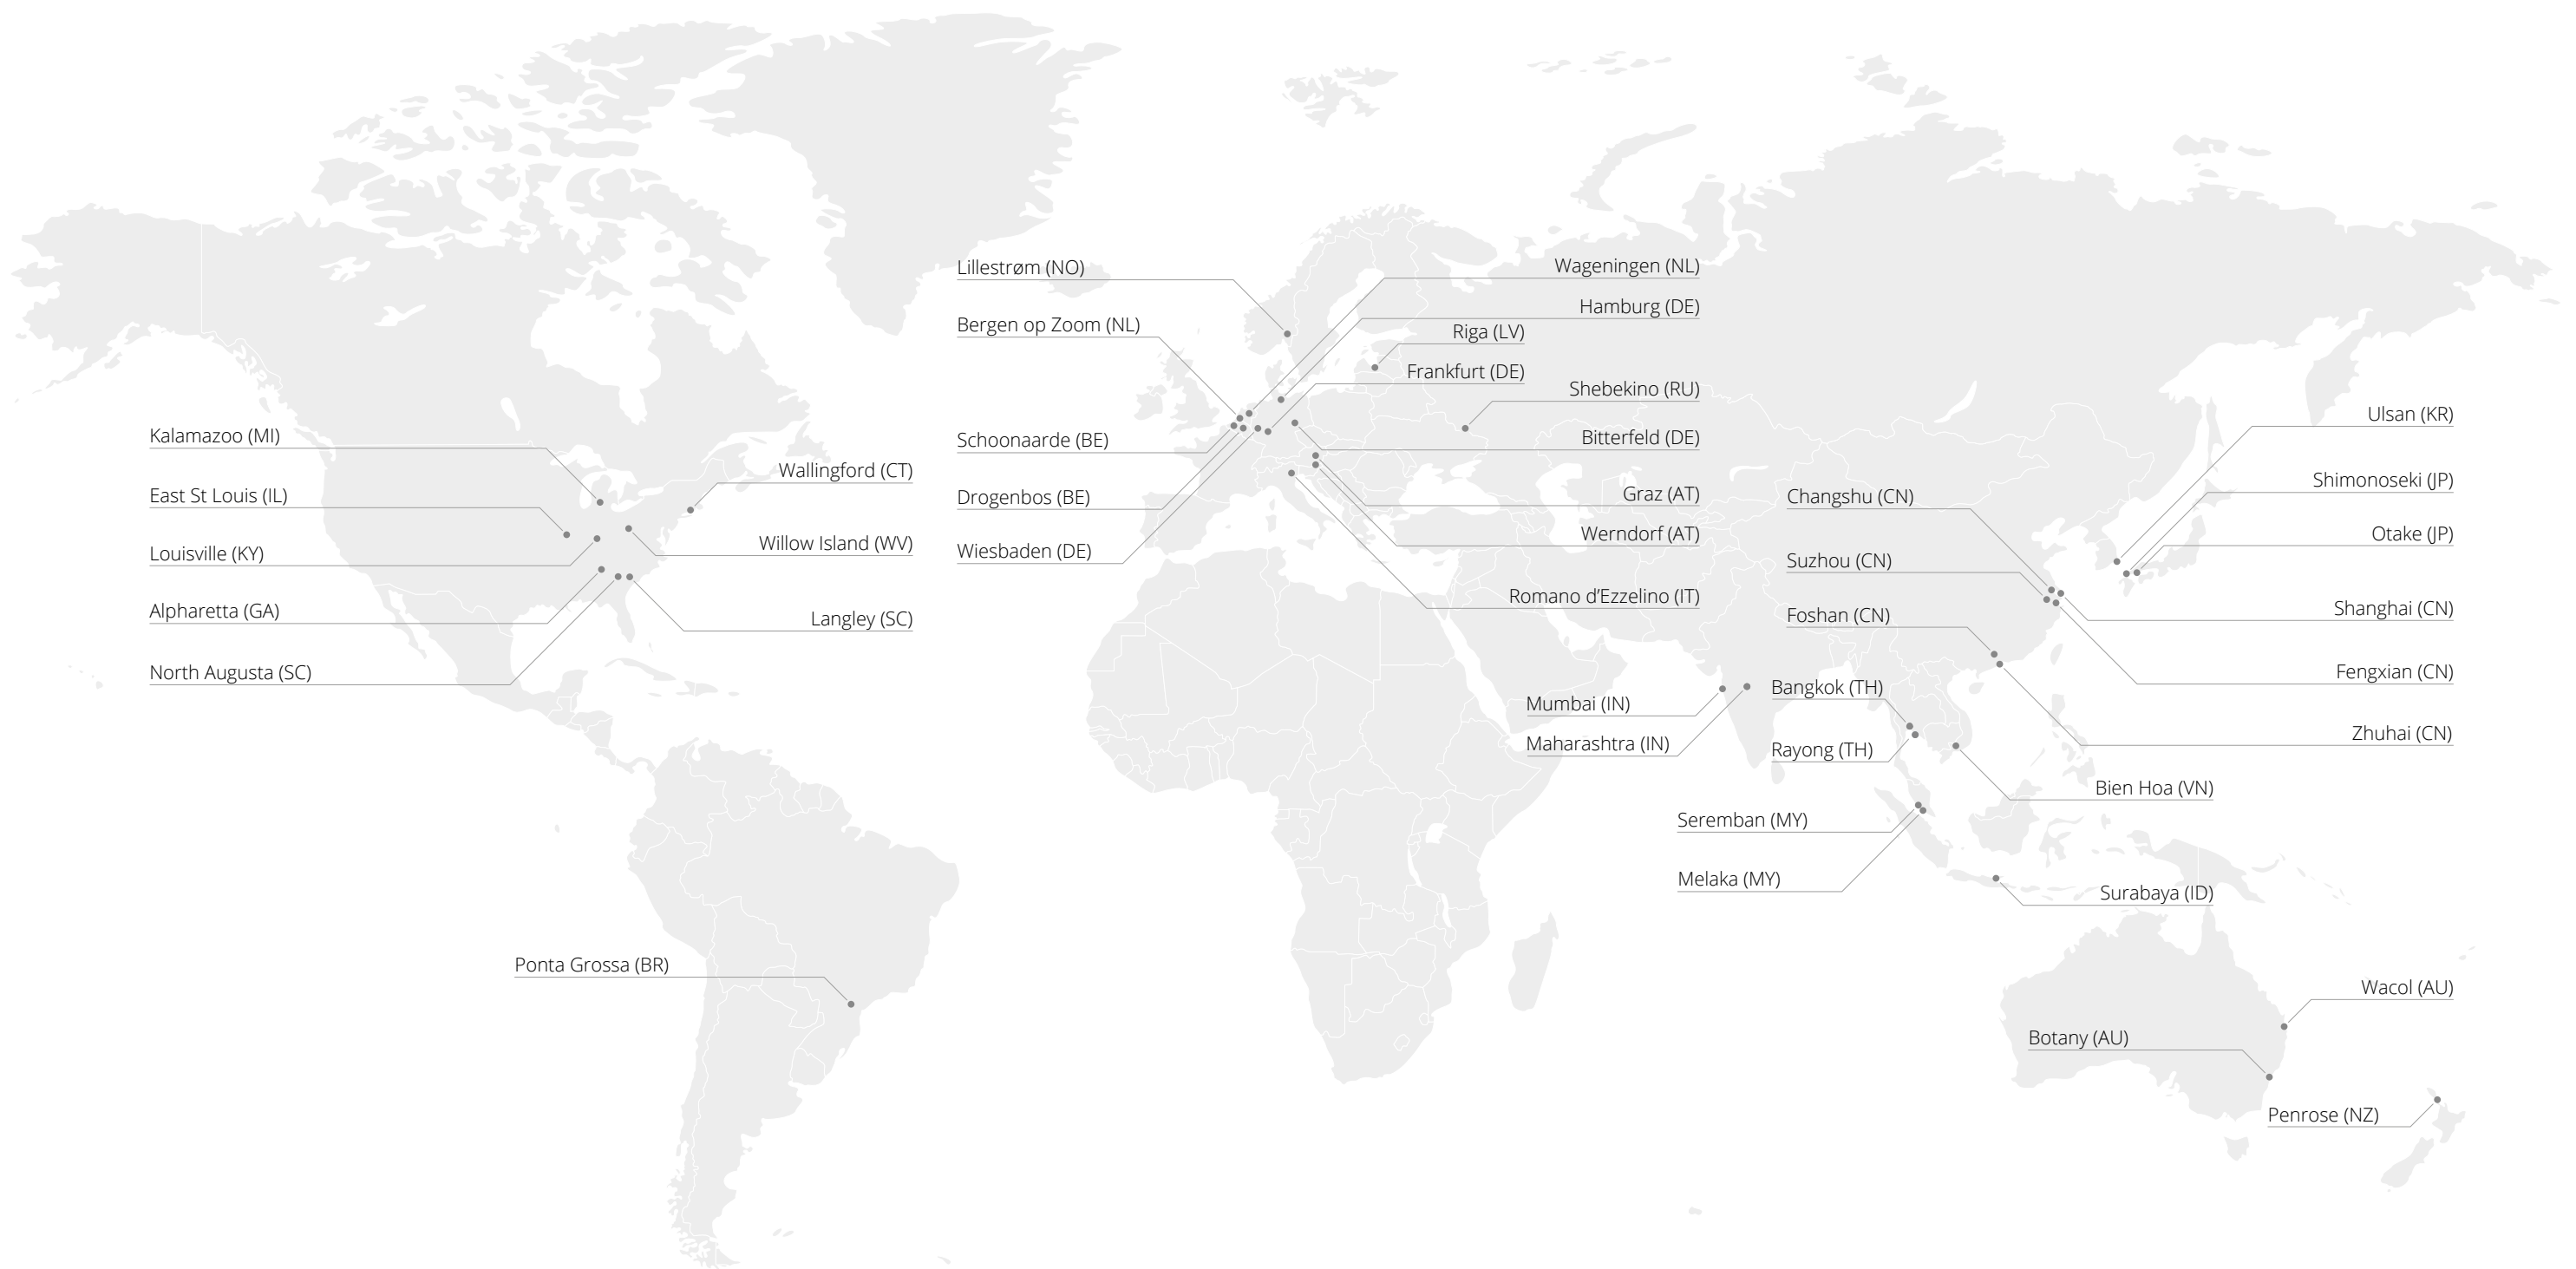 Kalamazoo (MI)
East St Louis (IL)
Louisville (KY)
Alpharetta (GA)
North Augusta (SC)
Wallingford (CT)
Willow Island (WV)
Langley (SC)
Ponta Grossa (BR)
Lillestrøm (NO)
Bergen op Zoom (NL)
Schoonaarde (BE)
Drogenbos (BE)
Wiesbaden (DE)
Wageningen (NL)
Hamburg (DE)
Riga (LV)
Frankfurt (DE)
Shebekino (RU)
Bitterfeld (DE)
Graz (AT)
Werndorf (AT)
Romano d’Ezzelino (IT)
Mumbai (IN)
Maharashtra (IN)
Changshu (CN)
Suzhou (CN)
Foshan (CN)
Bangkok (TH)
Rayong (TH)
Seremban (MY)
Melaka (MY)
Ulsan (KR)
Shimonoseki (JP)
Otake (JP)
Shanghai (CN)
Fengxian (CN)
Zhuhai (CN)
Bien Hoa (VN)
Surabaya (ID)
Wacol (AU)
Botany (AU)
Penrose (NZ)